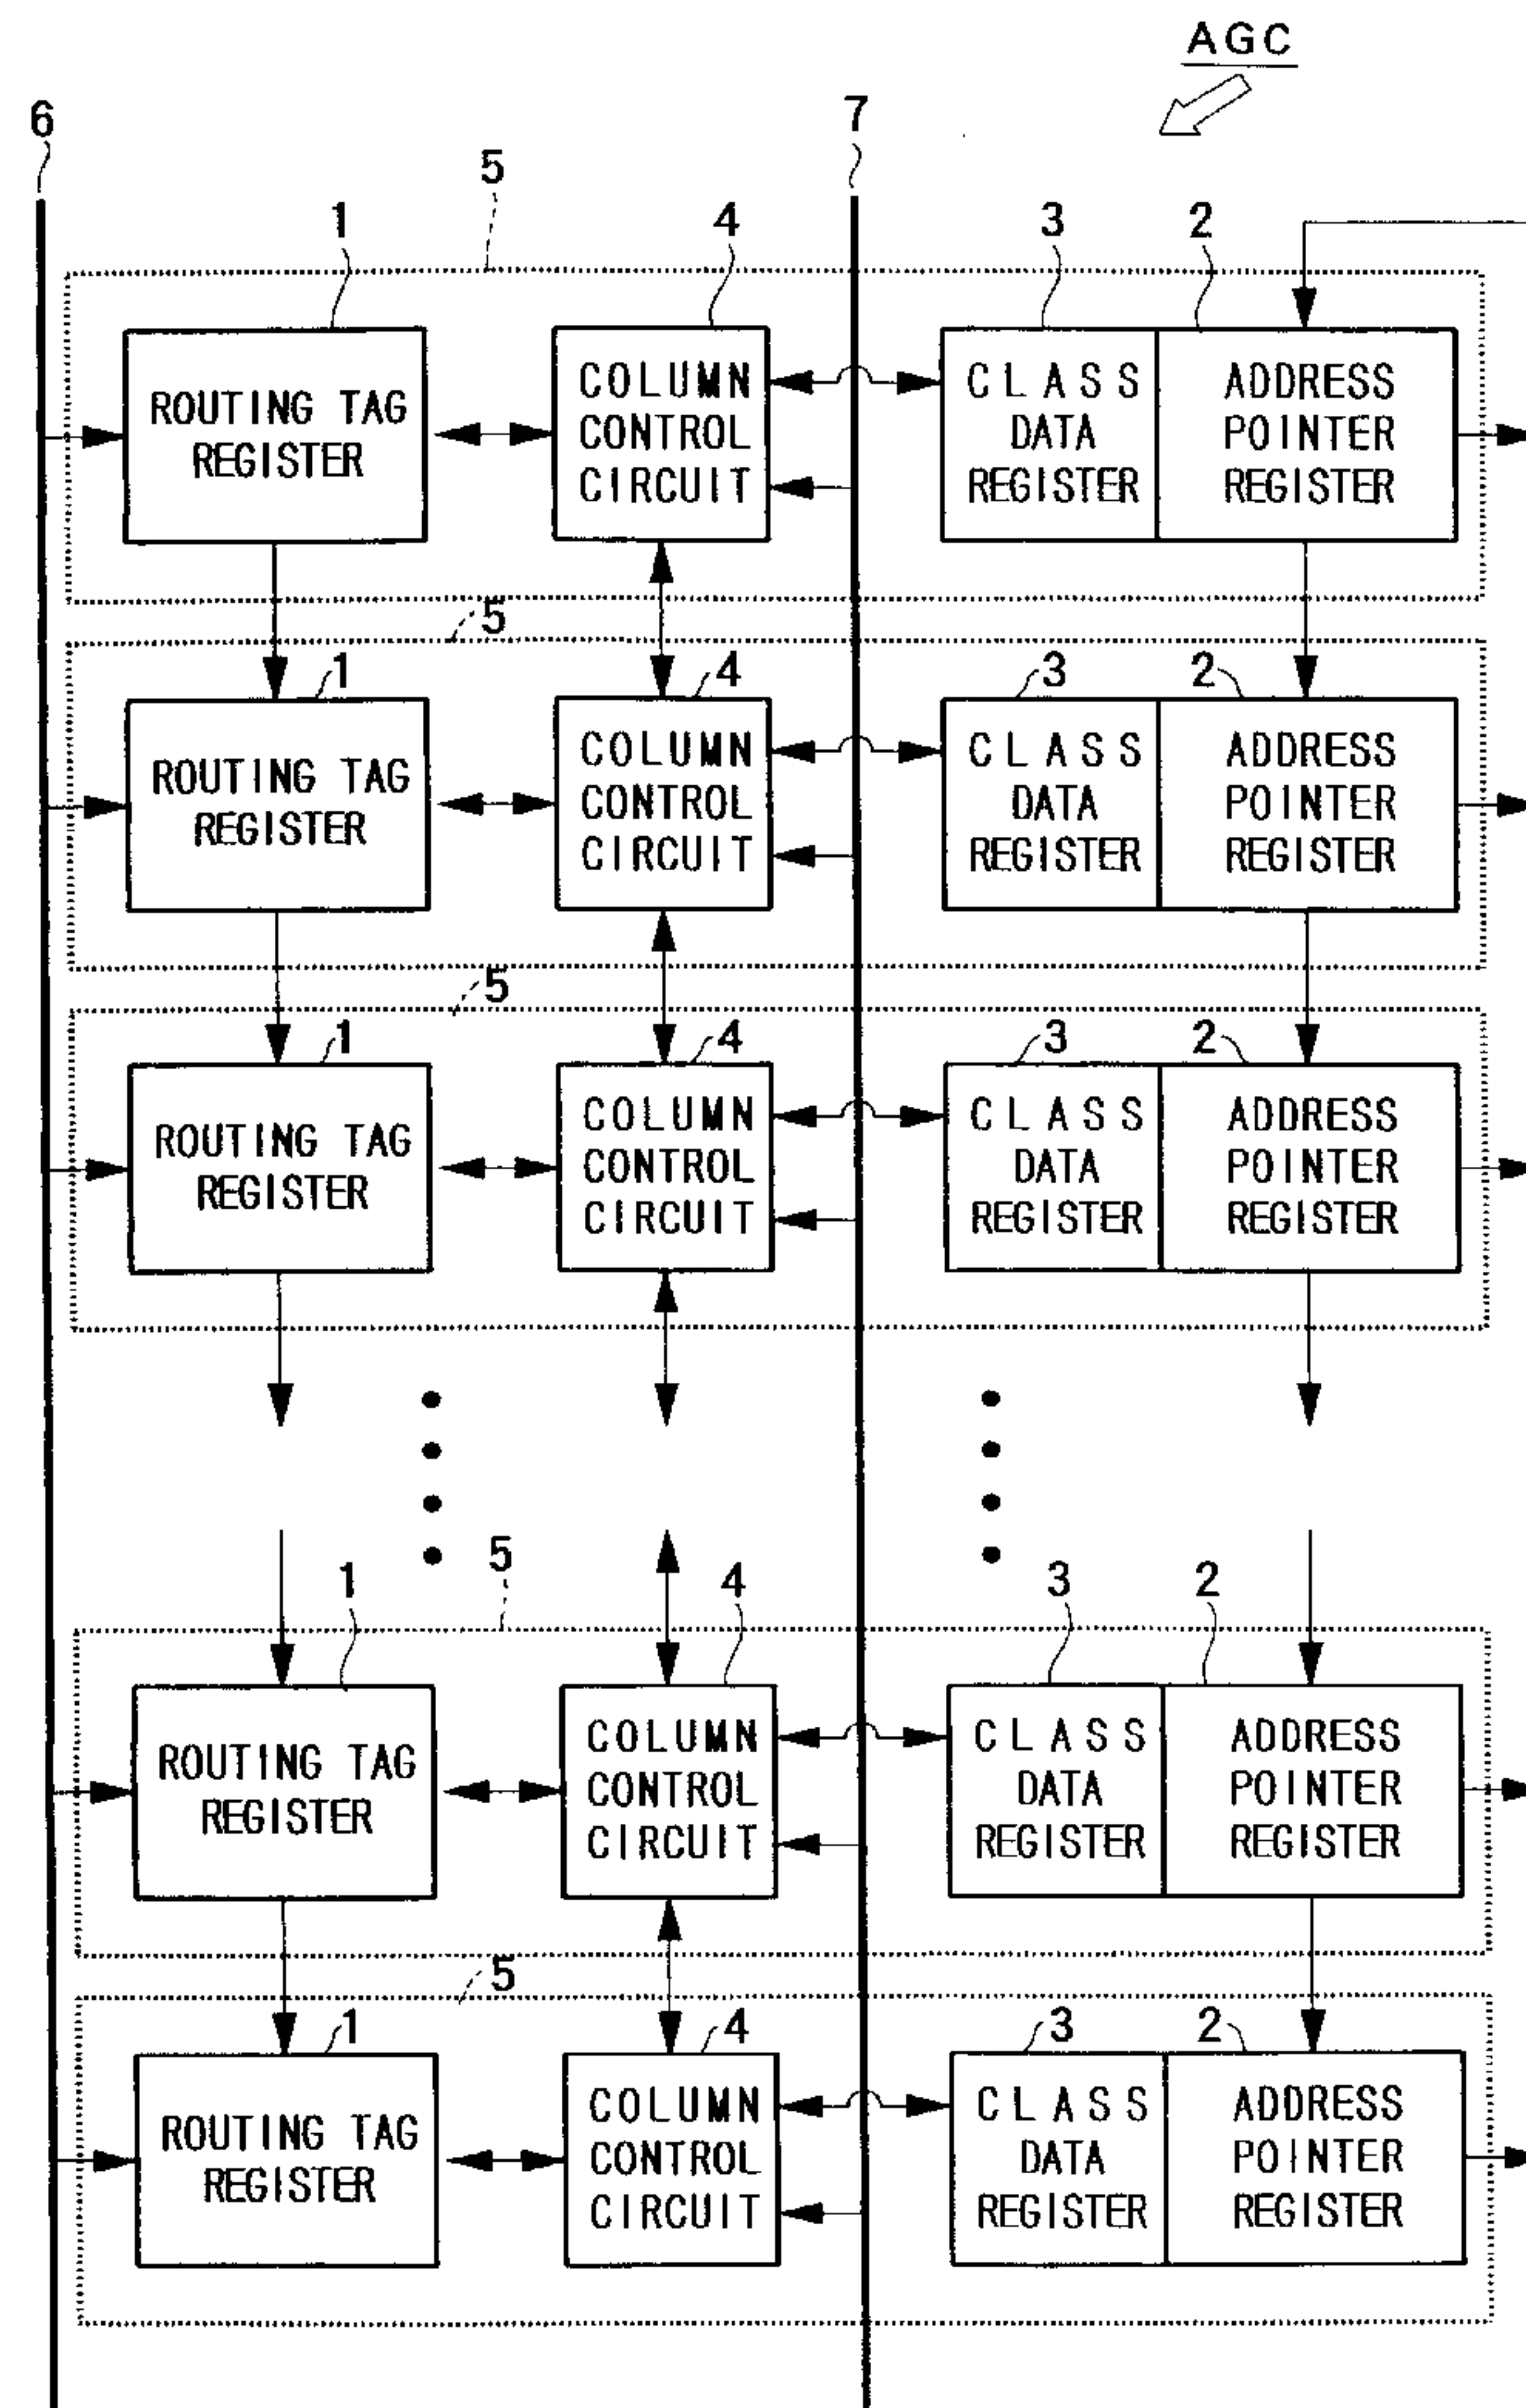 AGC
6
7
5
1
4
3
2
ROUTING TAG
REGISTER
COLUMN
CONTROL
CIRCUIT
CLASS
DATA
REGISTER
ADDRESS
POINTER
REGISTER
5
1
4
3
2
ROUTING TAG
REGISTER
COLUMN
CONTROL
CIRCUIT
CLASS
DATA
REGISTER
ADDRESS
POINTER
REGISTER
5
1
4
3
2
ROUTING TAG
REGISTER
COLUMN
CONTROL
CIRCUIT
CLASS
DATA
REGISTER
ADDRESS
POINTER
REGISTER
5
1
4
3
2
ROUTING TAG
REGISTER
COLUMN
CONTROL
CIRCUIT
CLASS
DATA
REGISTER
ADDRESS
POINTER
REGISTER
5
1
4
3
2
ROUTING TAG
REGISTER
COLUMN
CONTROL
CIRCUIT
CLASS
DATA
REGISTER
ADDRESS
POINTER
REGISTER